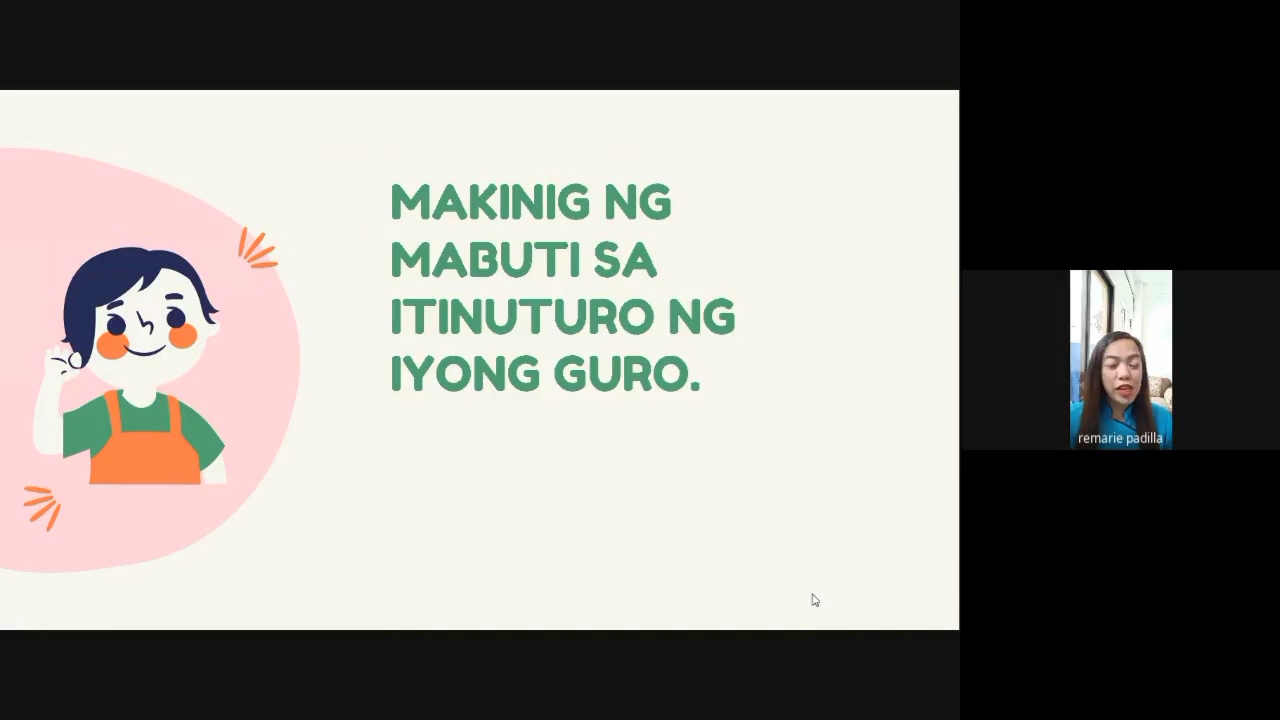 MAKINIG NG
MABUTI SA
ITINUTURO NG
IYONG GURO.
remarie padilla